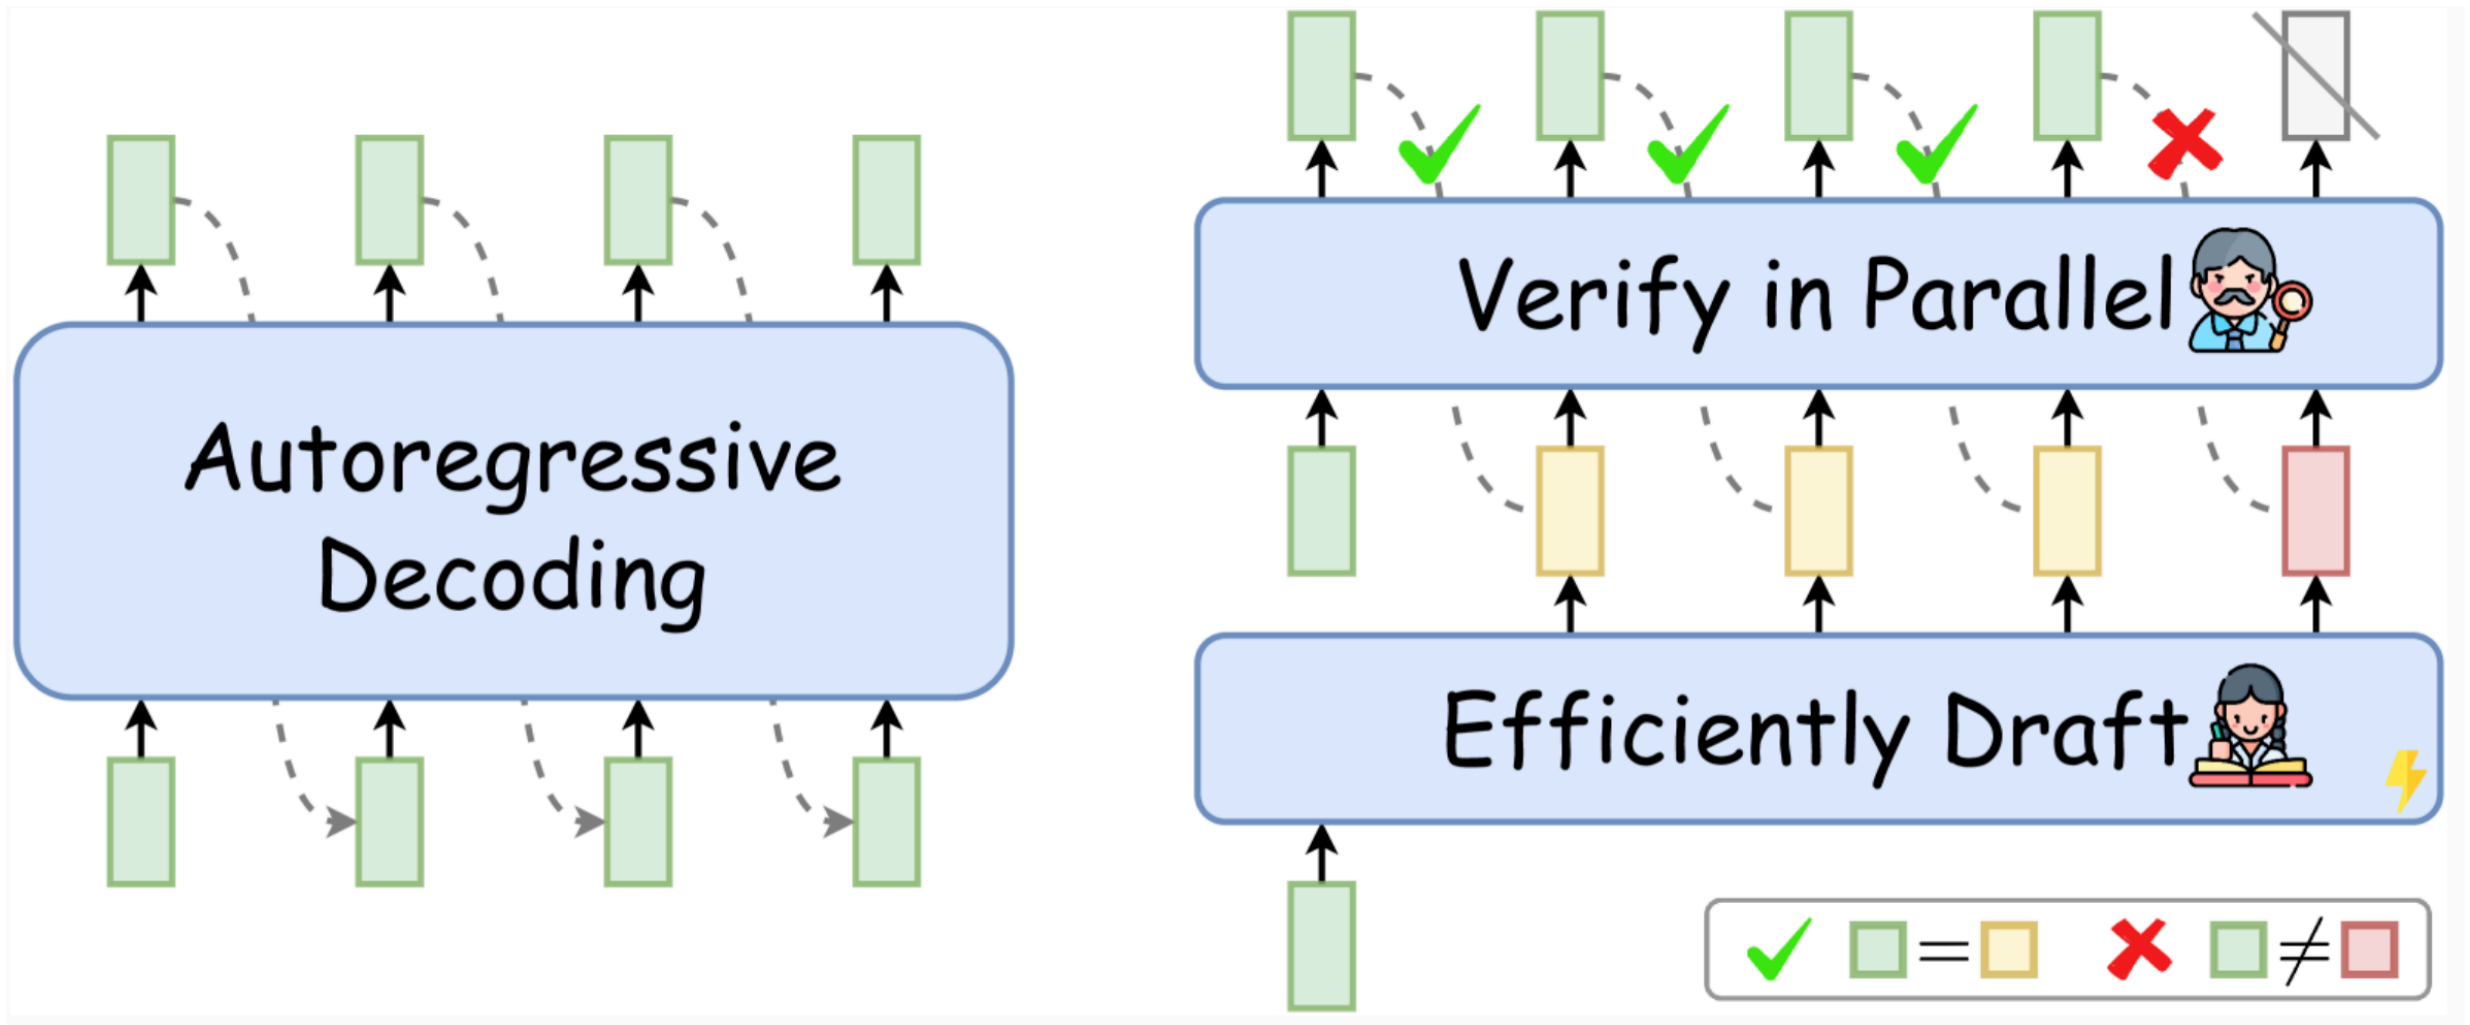 Autoregressive
Decoding
Verify in Parallel
Efficiently Draft
=
≠